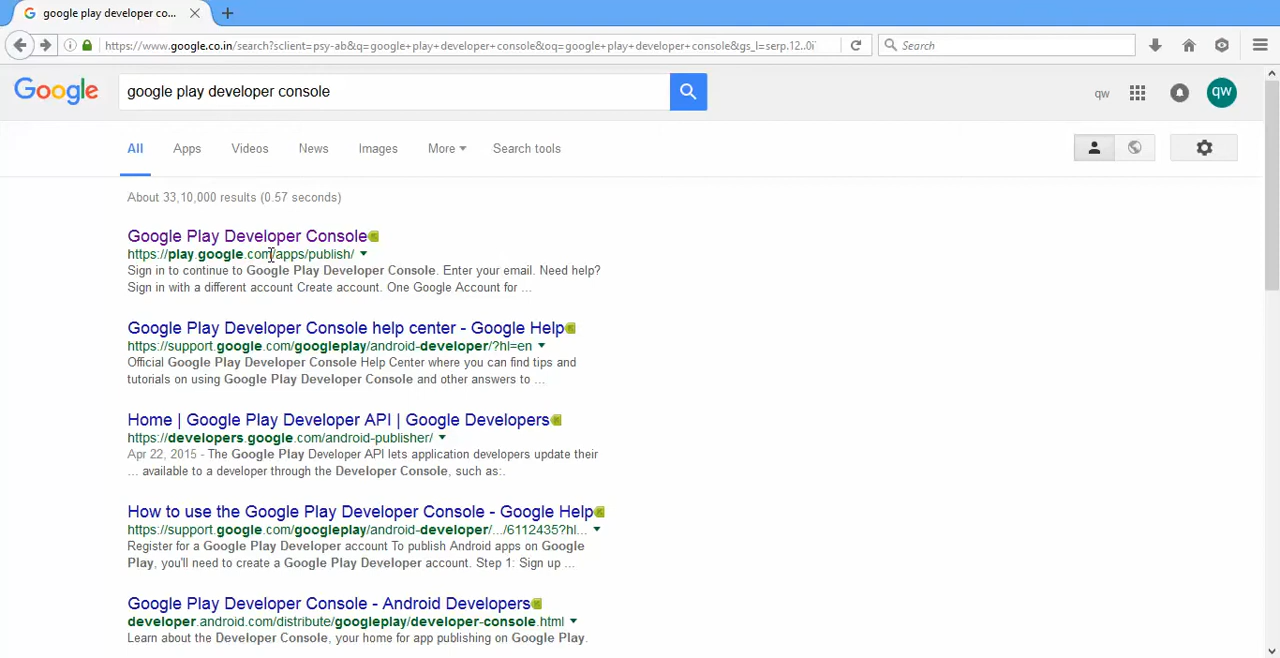 google play developer co...
https://www.google.co.in/search?sclient=psy-ab&q=google+play+developer+console&oq=google+play+developer+console&gs_l=serp.12..0i
Search
Google
google play developer console
qw
qw
All Apps Videos News Images More Search tools
About 33,10,000 results (0.57 seconds)
Google Play Developer Console
https://play.google.com/apps/publish/
Sign in to continue to Google Play Developer Console. Enter your email. Need help?
Sign in with a different account Create account. One Google Account for ...
Google Play Developer Console help center - Google Help
https://support.google.com/googleplay/android-developer/?hl=en
Official Google Play Developer Console Help Center where you can find tips and
tutorials on using Google Play Developer Console and other answers to ...
Home | Google Play Developer API | Google Developers
https://developers.google.com/android-publisher/
Apr 22, 2015 - The Google Play Developer API lets application developers update their
... available to a developer through the Developer Console, such as:.
How to use the Google Play Developer Console - Google Help
https://support.google.com/googleplay/android-developer/.../6112435?hl...
Register for a Google Play Developer account To publish Android apps on Google
Play, you'll need to create a Google Play Developer account. Step 1: Sign up ...
Google Play Developer Console - Android Developers
developer.android.com/distribute/googleplay/developer-console.html
Learn about the Developer Console, your home for app publishing on Google Play.